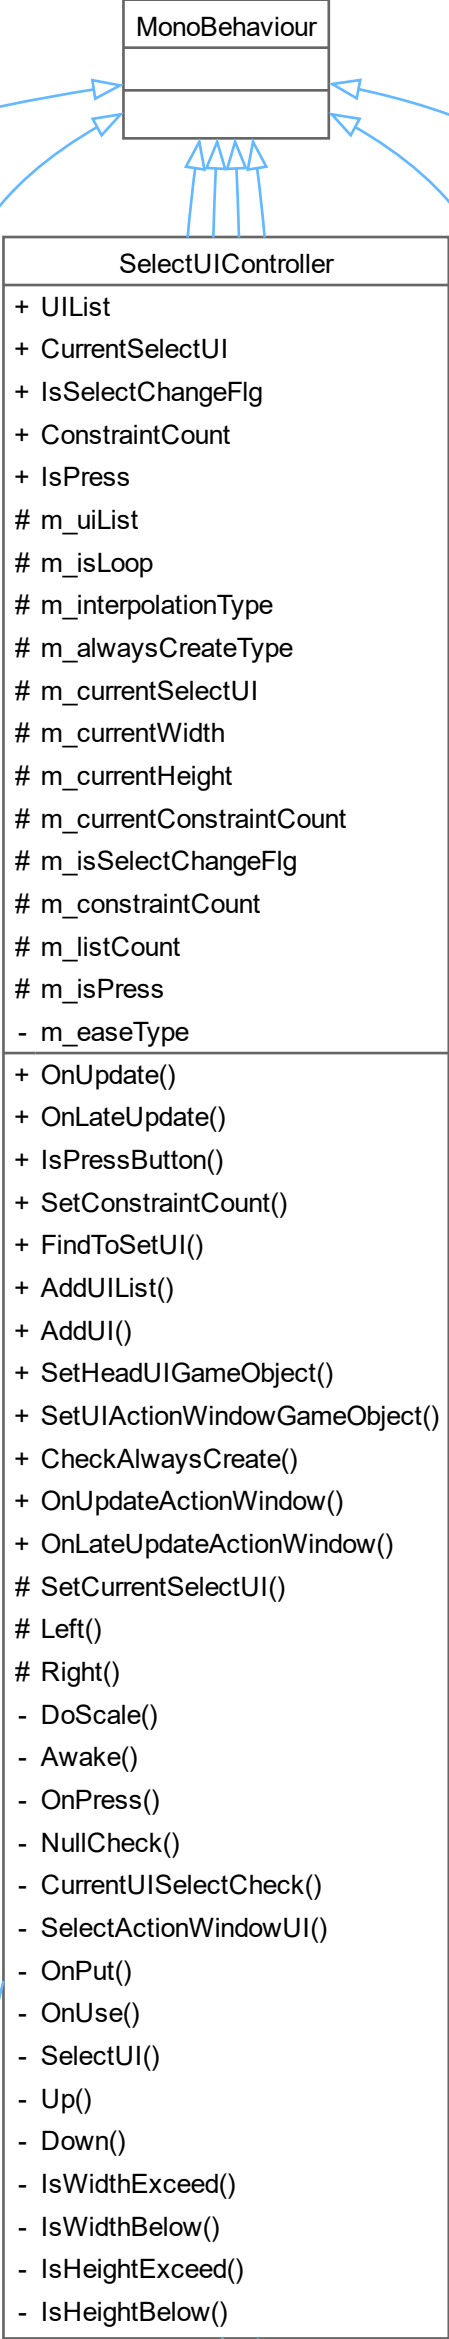 MonoBehaviour
SelectUIController
+ UIList
+ CurrentSelectUI
+ IsSelectChangeFlg
+ ConstraintCount
+ IsPress
# m_uiList
# m_isLoop
# m_interpolationType
# m_alwaysCreateType
# m_currentSelectUI
# m_currentWidth
# m_currentHeight
# m_currentConstraintCount
# m_isSelectChangeFlg
# m_constraintCount
# m_listCount
# m_isPress
- m_easeType
+ OnUpdate()
+ OnLateUpdate()
+ IsPressButton()
+ SetConstraintCount()
+ FindToSetUI()
+ AddUIList()
+ AddUI()
+ SetHeadUIGameObject()
+ SetUIActionWindowGameObject()
+ CheckAlwaysCreate()
+ OnUpdateActionWindow()
+ OnLateUpdateActionWindow()
# SetCurrentSelectUI()
# Left()
# Right()
- DoScale()
- Awake()
- OnPress()
- NullCheck()
- CurrentUISelectCheck()
- SelectActionWindowUI()
- OnPut()
- OnUse()
- SelectUI()
- Up()
- Down()
- IsWidthExceed()
- IsWidthBelow()
- IsHeightExceed()
- IsHeightBelow()